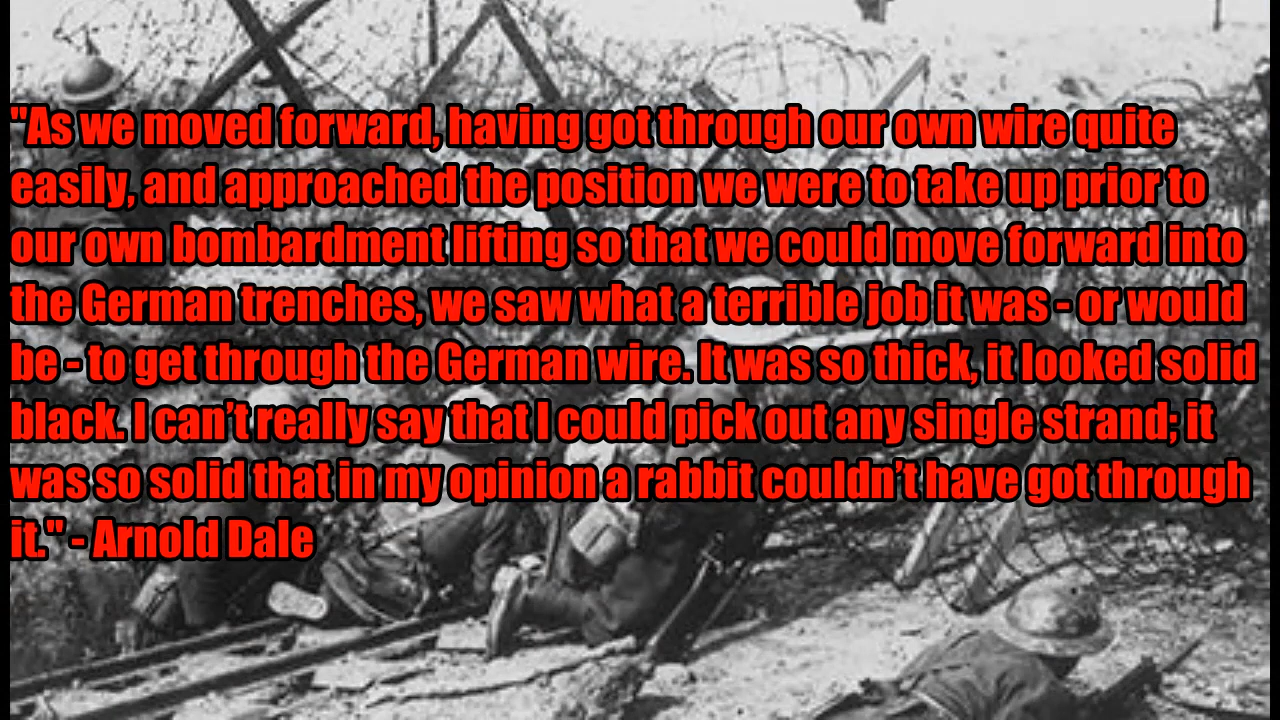 "As we moved forward, having got through our own wire quite
easily, and approached the position we were to take up prior to
our own bombardment lifting so that we could move forward into
the German trenches, we saw what a terrible job it was - or would
be - to get through the German wire. It was so thick, it looked solid
black. I can’t really say that I could pick out any single strand; it
was so solid that in my opinion a rabbit couldn’t have got through
it." - Arnold Dale